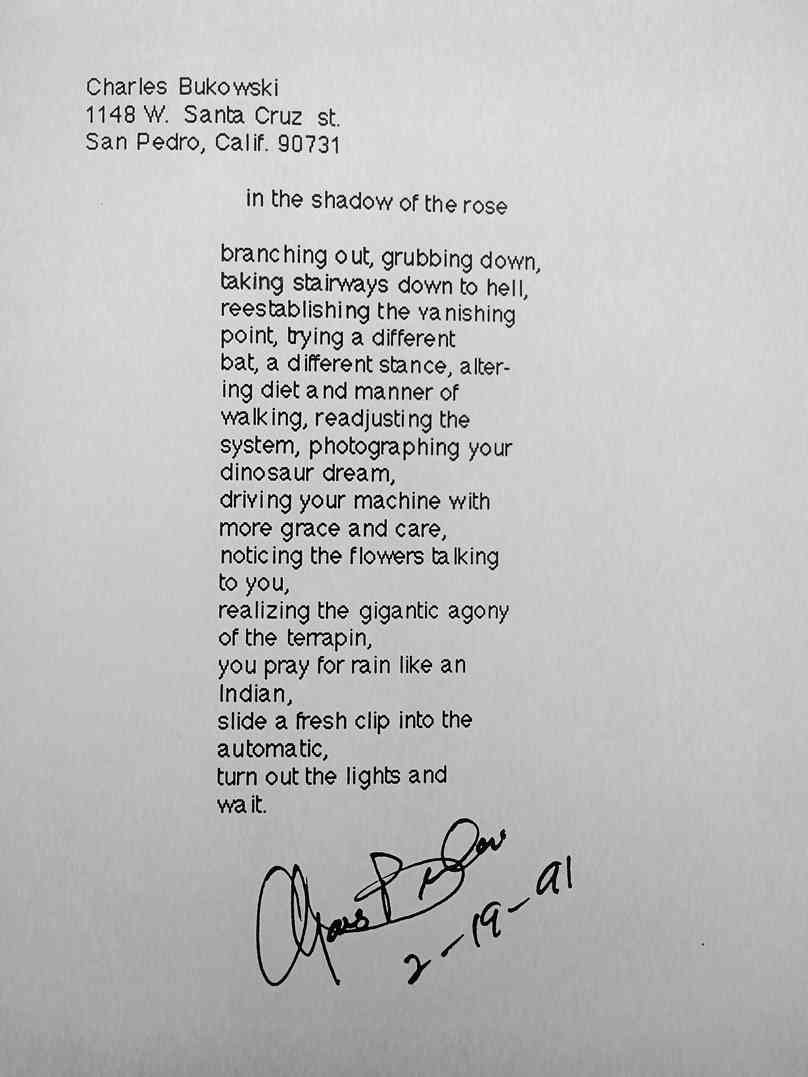 Charles Bukowski
1148 W. Santa Cruz st.
San Pedro, Calif. 90731
in the shadow of the rose
branching out, grubbing down,
taking stairways down to hell,
reestablishing the vanishing
point, trying a different
bat, a different stance, alter-
ing diet and manner of
walking, readjusting the
system, photographing your
dinosaur dream,
driving your machine with
more grace and care,
noticing the flowers talking
to you,
realizing the gigantic agony
of the terrapin,
you pray for rain like an
Indian,
slide a fresh clip into the
automatic,
turn out the lights and
wait.
2-19-91